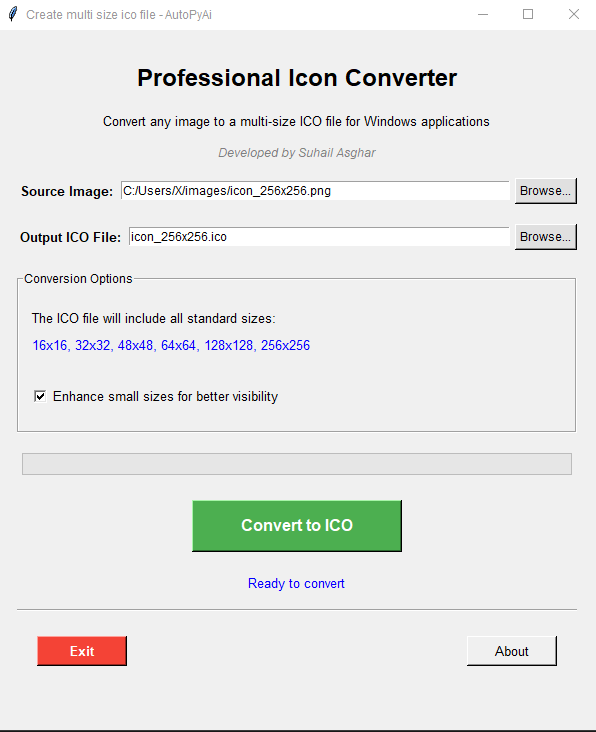 Create multi size ico file - AutoPyAi
Professional Icon Converter
Convert any image to a multi-size ICO file for Windows applications
Developed by Suhail Asghar
Source Image: C:/Users/X/images/icon_256x256.png Browse...
Output ICO File: icon_256x256.ico Browse...
Conversion Options
The ICO file will include all standard sizes:
16x16, 32x32, 48x48, 64x64, 128x128, 256x256
Enhance small sizes for better visibility
Convert to ICO
Ready to convert
Exit About